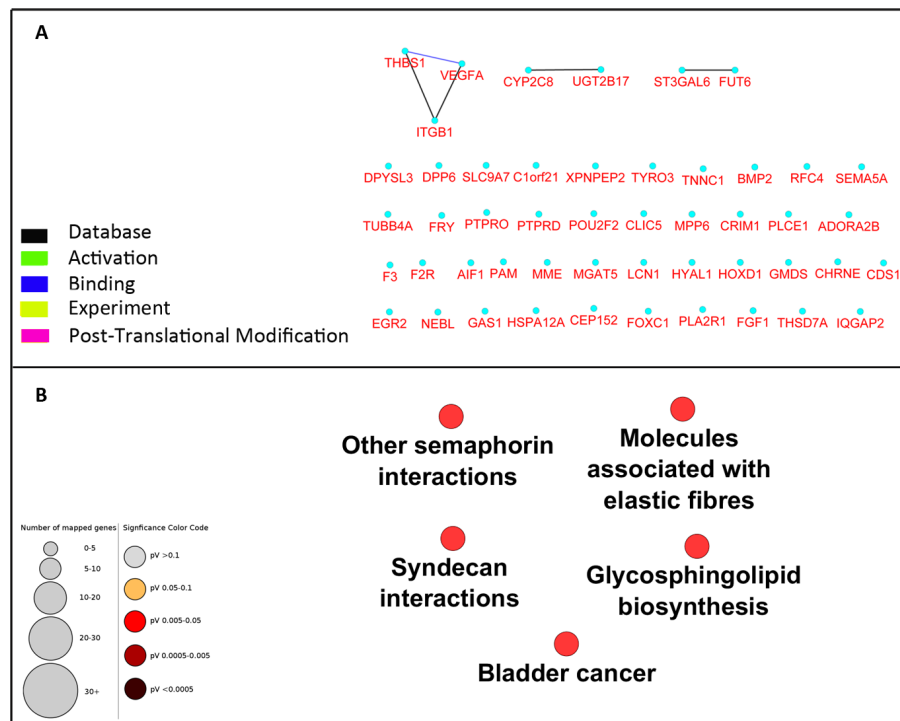 A
THBS1
VEGFA
CYP2C8
UGT2B17
ST3GAL6
FUT6
ITGB1
DPYSL3 DPP6 SLC9A7 C1orf21 XPNPEP2 TYRO3 TNNC1 BMP2 RFC4 SEMA5A
TUBB4A FRY PTPRO PTPRD POU2F2 CLIC5 MPP6 CRIM1 PLCE1 ADORA2B
F3 F2R AIF1 PAM MME MGAT5 LCN1 HYAL1 HOXD1 GMDS CHRNE CDS1
EGR2 NEBL GAS1 HSPA12A CEP152 FOXC1 PLA2R1 FGF1 THSD7A IQGAP2
Database
Activation
Binding
Experiment
Post-Translational Modification
B
Other semaphorin
interactions
Molecules
associated with
elastic fibres
Syndecan
interactions
Glycosphingolipid
biosynthesis
Bladder cancer
Number of mapped genes
0-5
5-10
10-20
20-30
30+
Signficance Color Code
pV >0.1
pV 0.05-0.1
pV 0.005-0.05
pV 0.0005-0.005
pV <0.0005